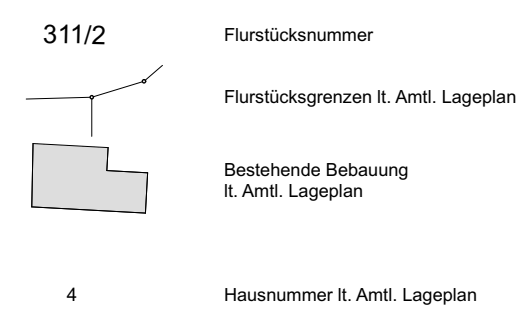 311/2 Flurstücksnummer
Flurstücksgrenzen lt. Amtl. Lageplan
Bestehende Bebauung
lt. Amtl. Lageplan
4 Hausnummer lt. Amtl. Lageplan